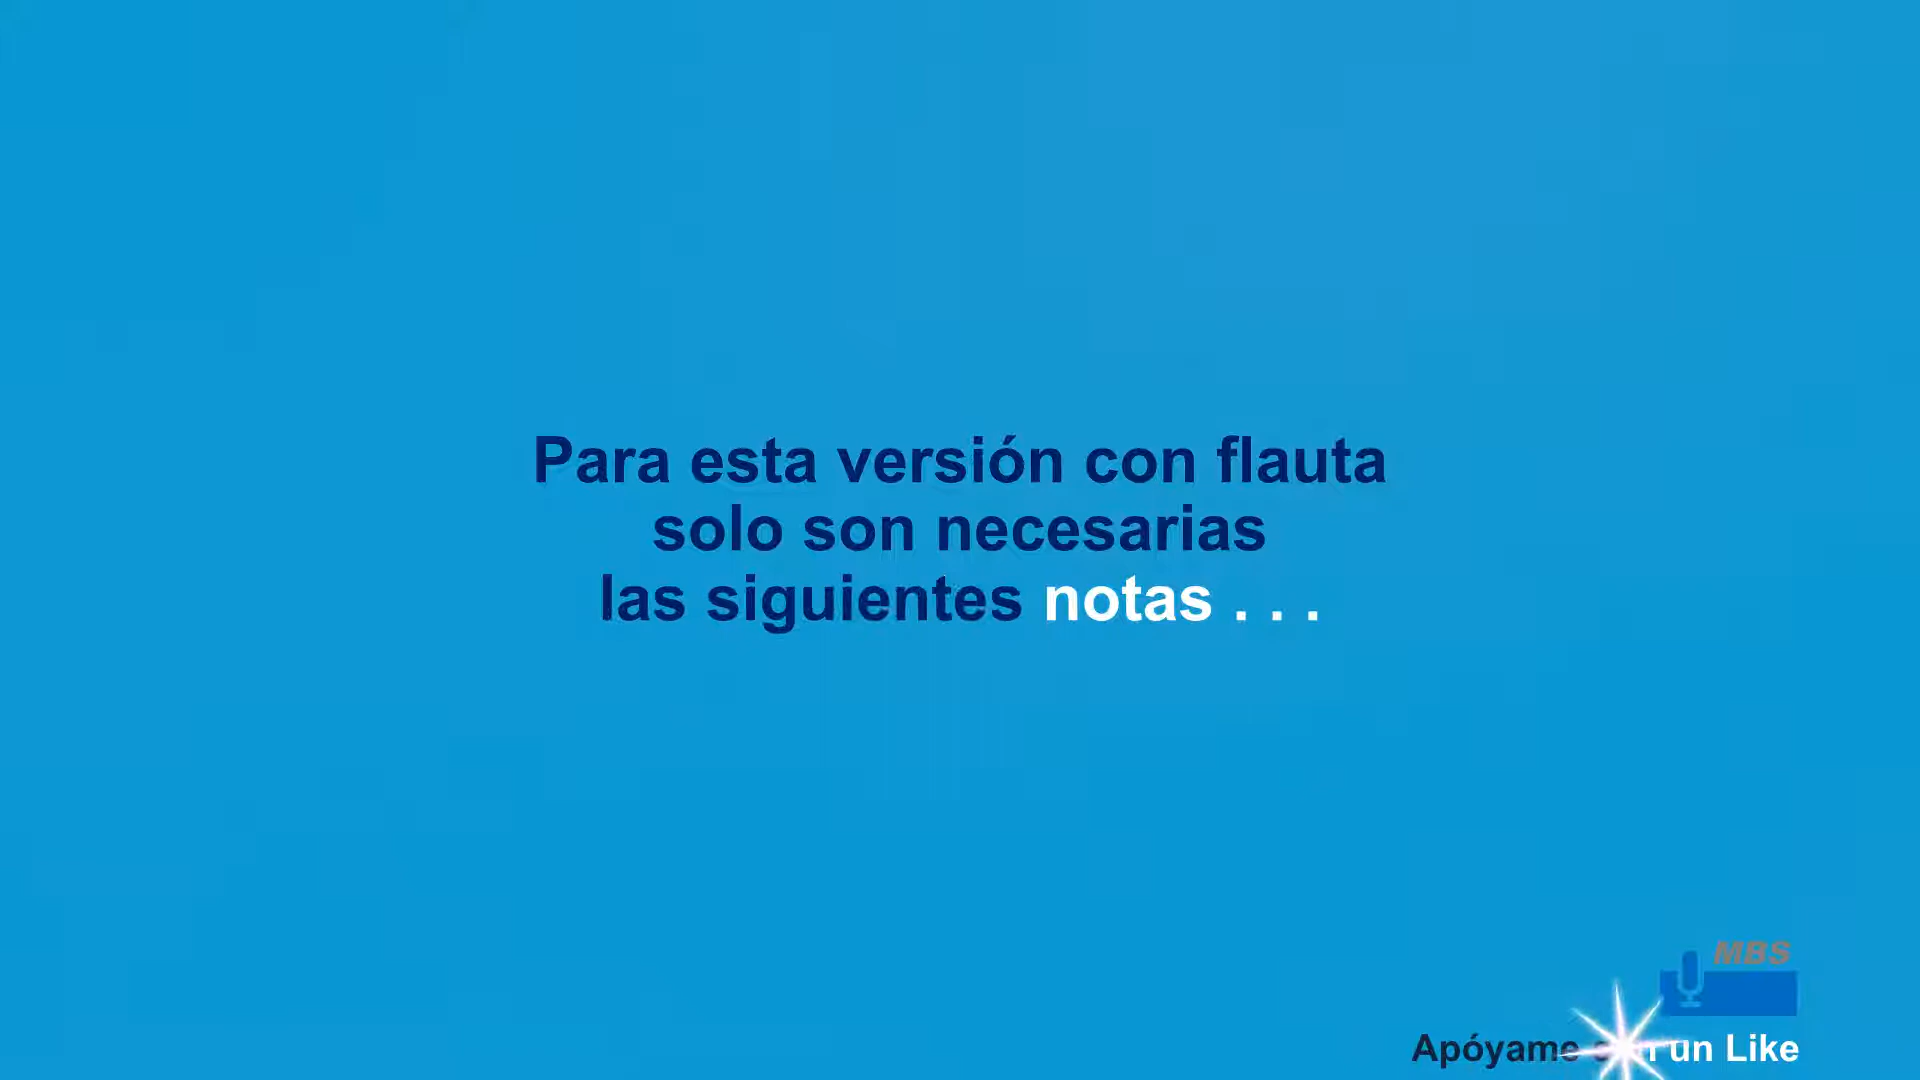 Para esta versión con flauta
solo son necesarias
las siguientes notas . . .
MBS
Apóyame un Like